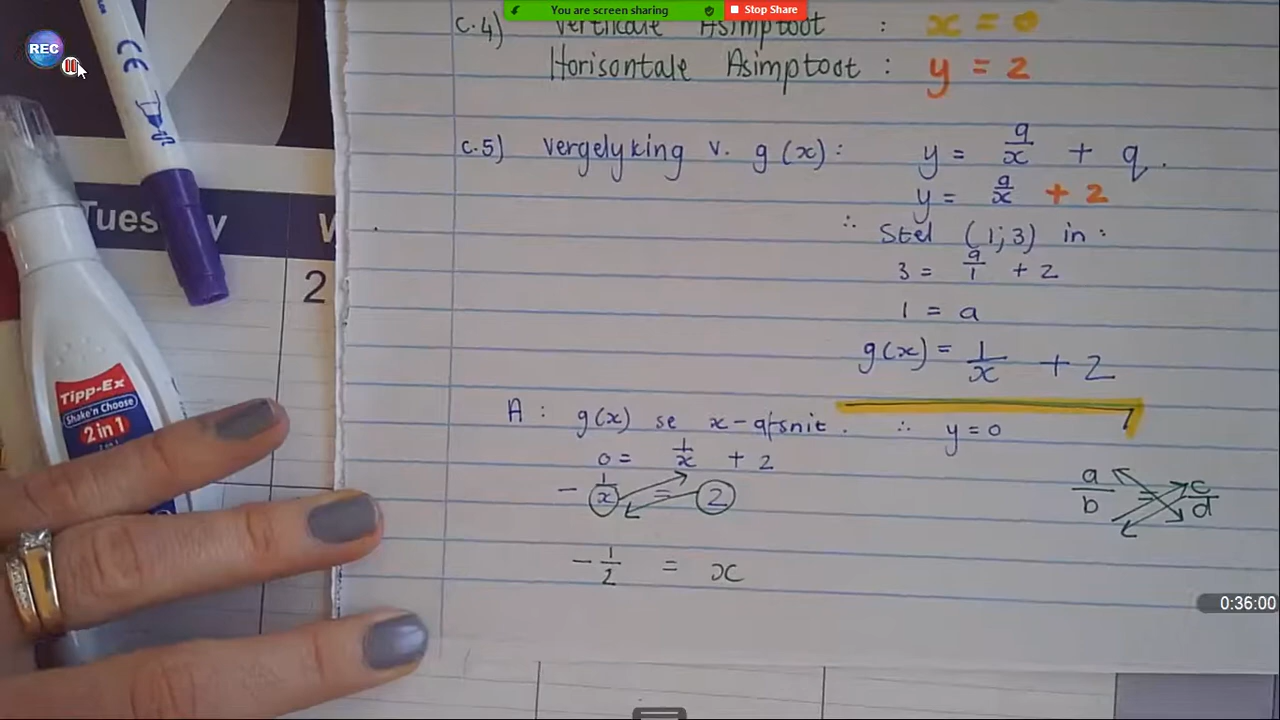 You are screen sharing
Stop Share
REC
c.4) Vertikale Asimptoot : x = 0
Horisontale Asimptoot : y = 2
c.5) Vergelyking v. g(x) : y = a/x + q.
y = a/x + 2
∴ Stel (1;3) in :
3 = a/1 + 2
1 = a
g(x) = 1/x + 2
A : g(x) se x-afsnit. ∴ y = 0
0 = 1/x + 2
- 1/x = 2
a/b = c/d
- 1/2 = x
CE
Tuesday
W
2
Tipp-Ex
Shake'n Choose
2 in 1
0:36:00